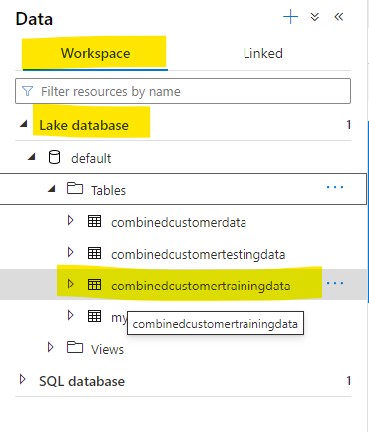 Data
Workspace
Linked
Filter resources by name
Lake database 1
default
Tables
combinedcustomerdata
combinedcustomertestingdata
combinedcustomertrainingdata
my
combinedcustomertrainingdata
Views
SQL database 1